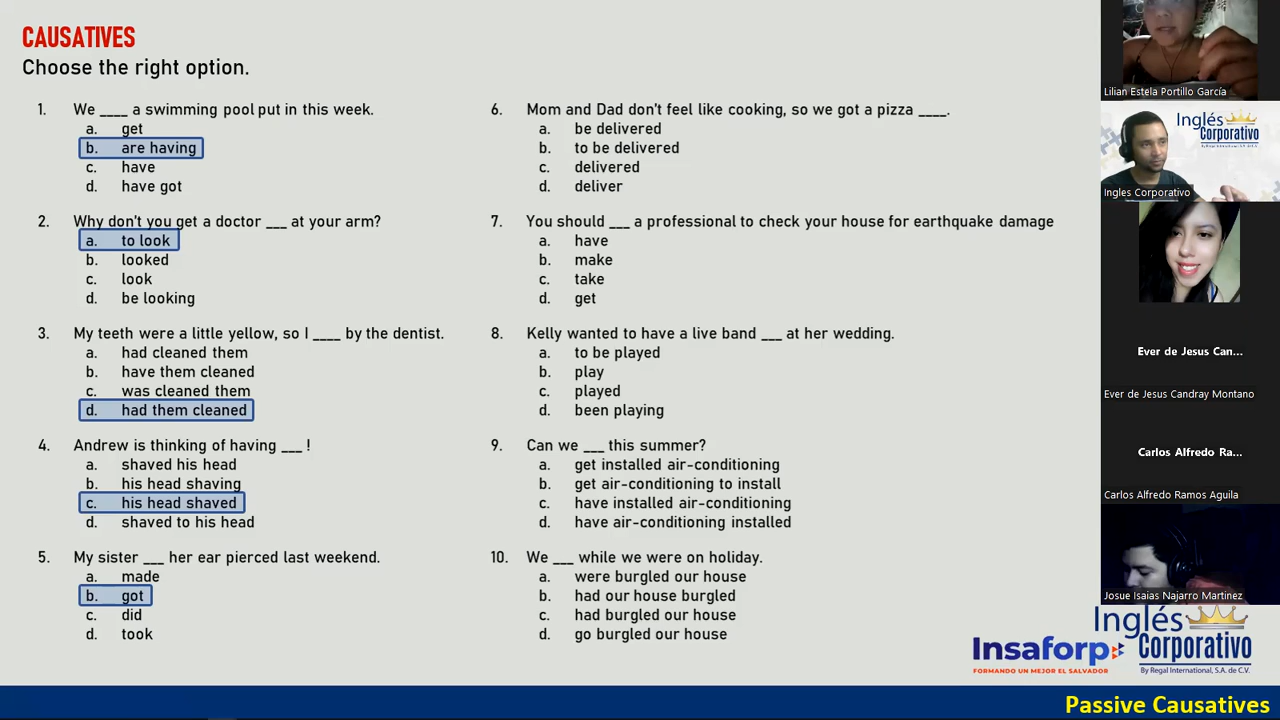 CAUSATIVES
Choose the right option.
1. We ____ a swimming pool put in this week.
a. get
b. are having
c. have
d. have got
2. Why don't you get a doctor ___ at your arm?
a. to look
b. looked
c. look
d. be looking
3. My teeth were a little yellow, so I ____ by the dentist.
a. had cleaned them
b. have them cleaned
c. was cleaned them
d. had them cleaned
4. Andrew is thinking of having ___ !
a. shaved his head
b. his head shaving
c. his head shaved
d. shaved to his head
5. My sister ___ her ear pierced last weekend.
a. made
b. got
c. did
d. took
6. Mom and Dad don't feel like cooking, so we got a pizza ____.
a. be delivered
b. to be delivered
c. delivered
d. deliver
7. You should ___ a professional to check your house for earthquake damage
a. have
b. make
c. take
d. get
8. Kelly wanted to have a live band ___ at her wedding.
a. to be played
b. play
c. played
d. been playing
9. Can we ___ this summer?
a. get installed air-conditioning
b. get air-conditioning to install
c. have installed air-conditioning
d. have air-conditioning installed
10. We ___ while we were on holiday.
a. were burgled our house
b. had our house burgled
c. had burgled our house
d. go burgled our house
Lilian Estela Portillo García
Inglés
Corporativo
By Regal International, S.A. de C.V.
Ingles Corporativo
Ever de Jesus Can...
Ever de Jesus Candray Montano
Carlos Alfredo Ra...
Carlos Alfredo Ramos Aguila
Josue Isaias Najarro Martinez
Insaforp
FORMANDO UN MEJOR EL SALVADOR
Inglés
Corporativo
By Regal International, S.A. de C.V.
Passive Causatives